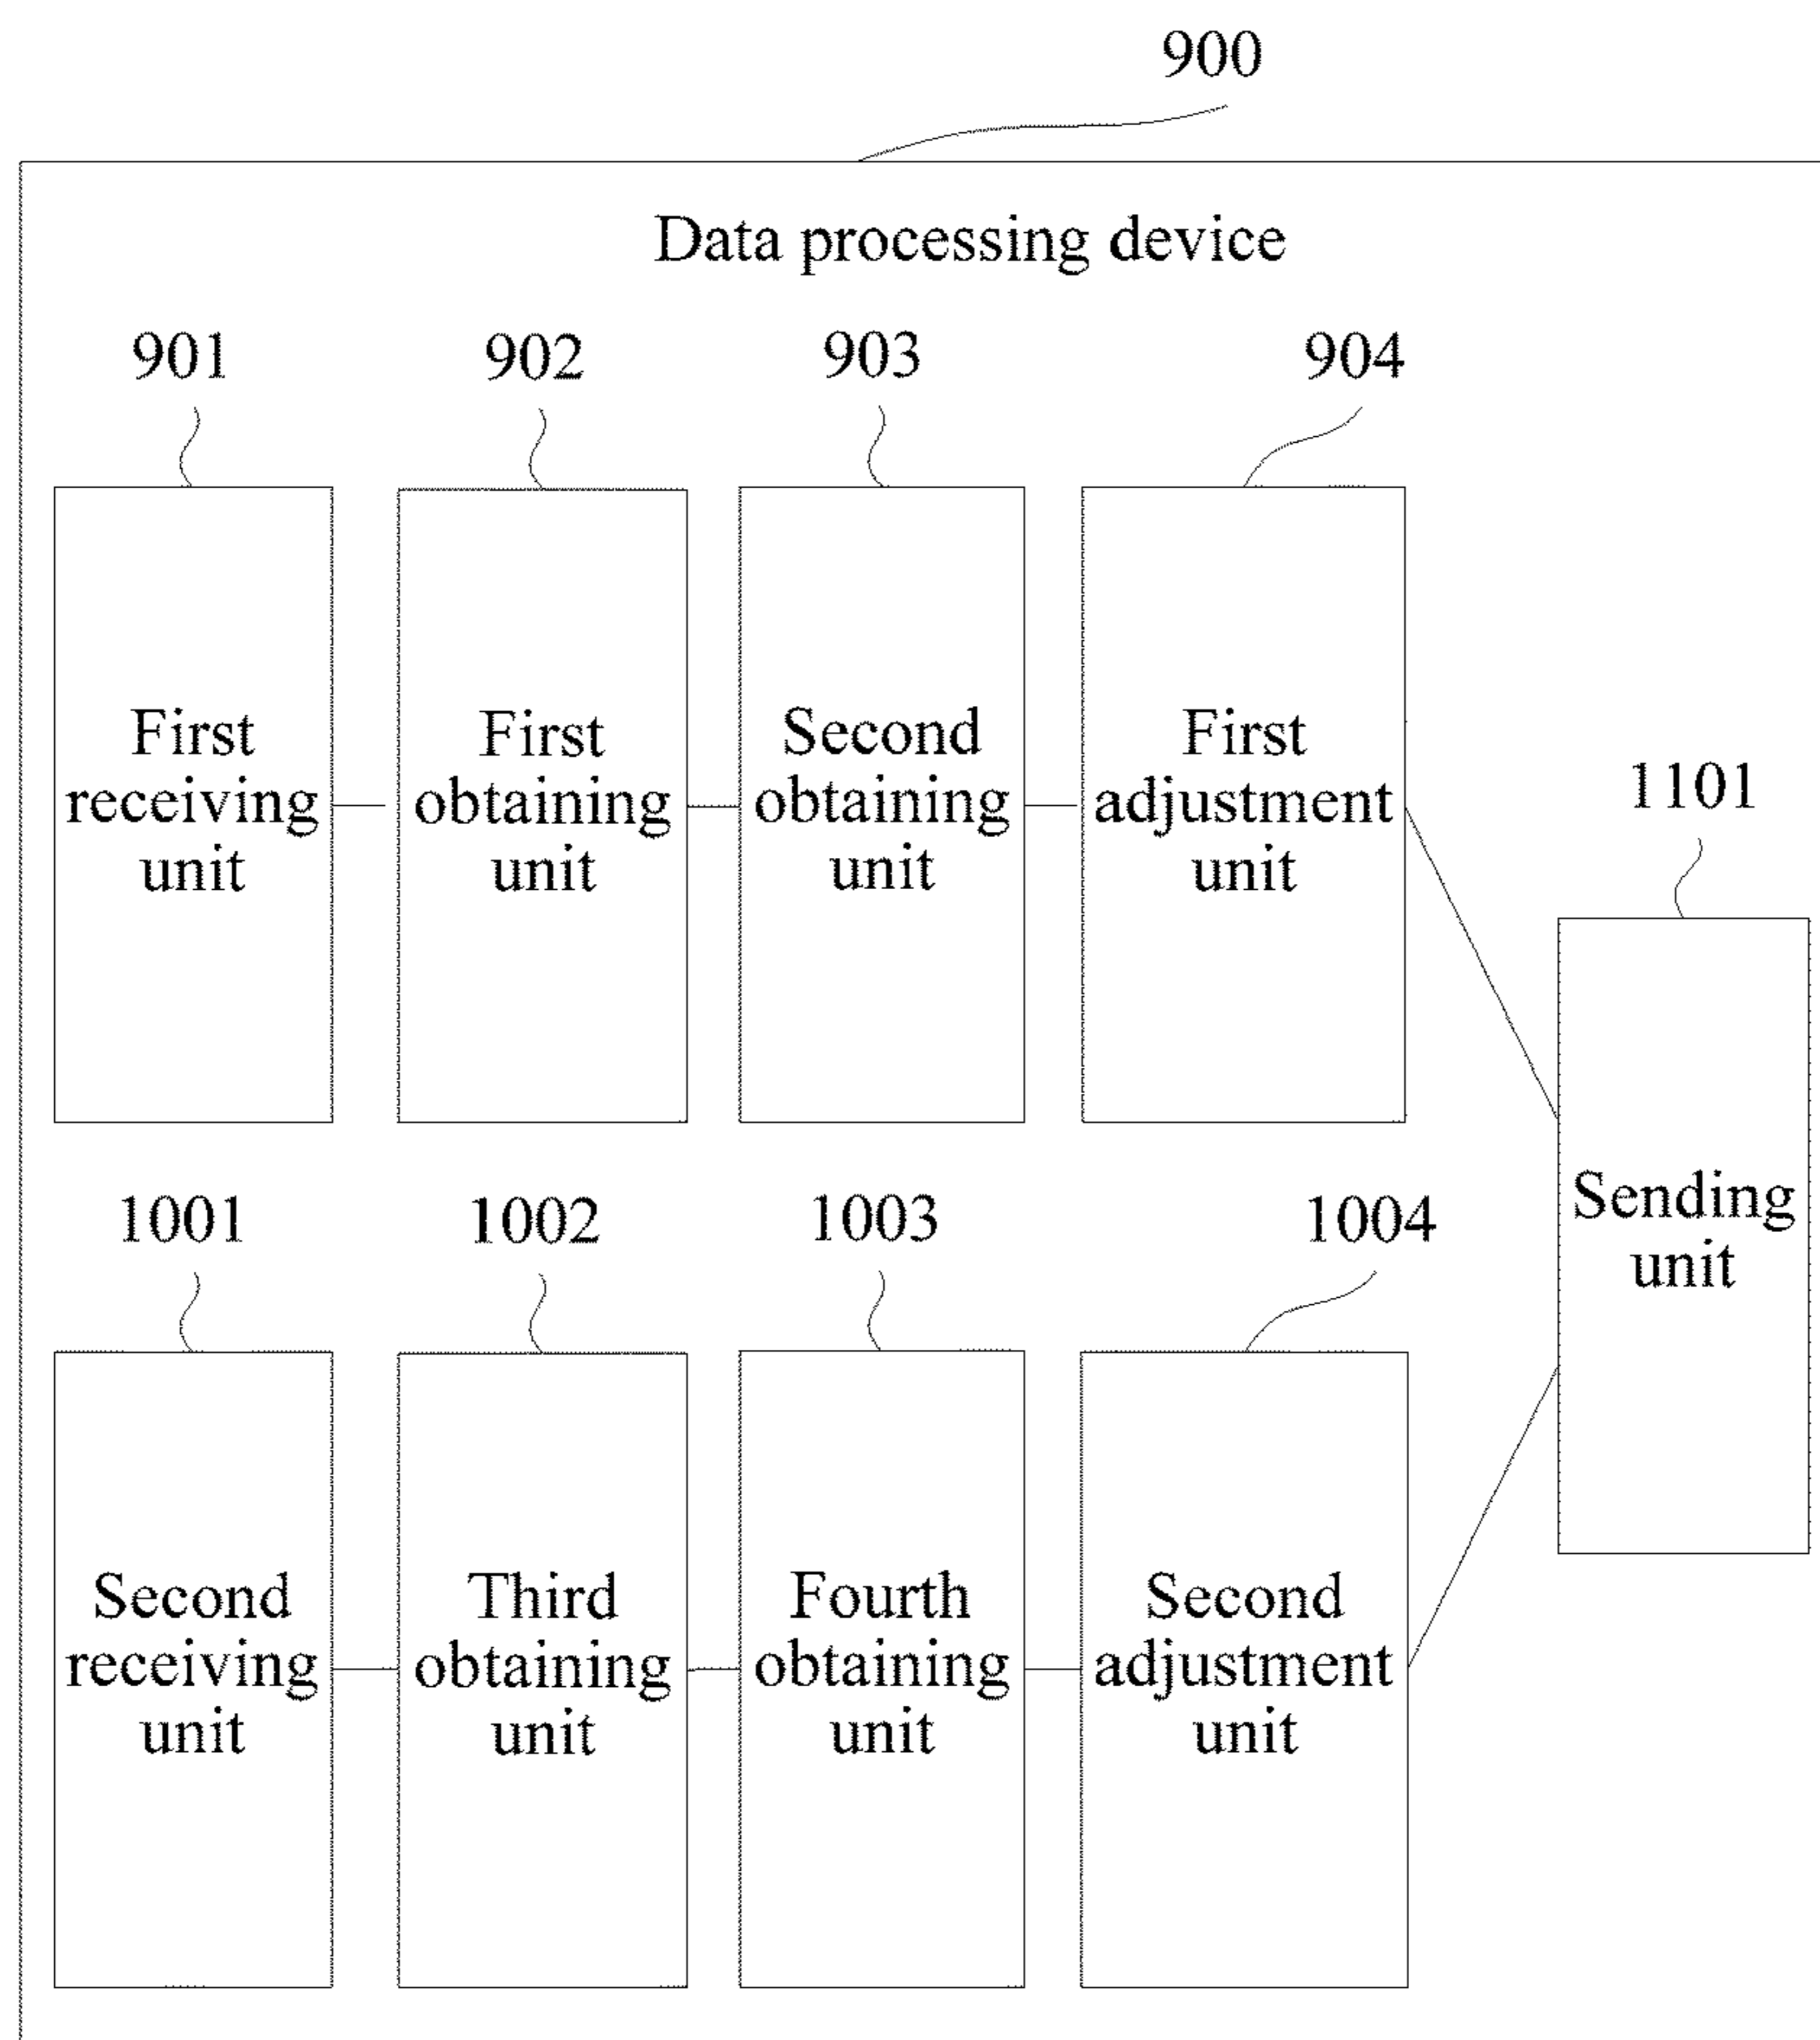 900
Data processing device
901
902
903
904
First
receiving
unit
First
obtaining
unit
Second
obtaining
unit
First
adjustment
unit
1101
Sending
unit
1001
1002
1003
1004
Second
receiving
unit
Third
obtaining
unit
Fourth
obtaining
unit
Second
adjustment
unit